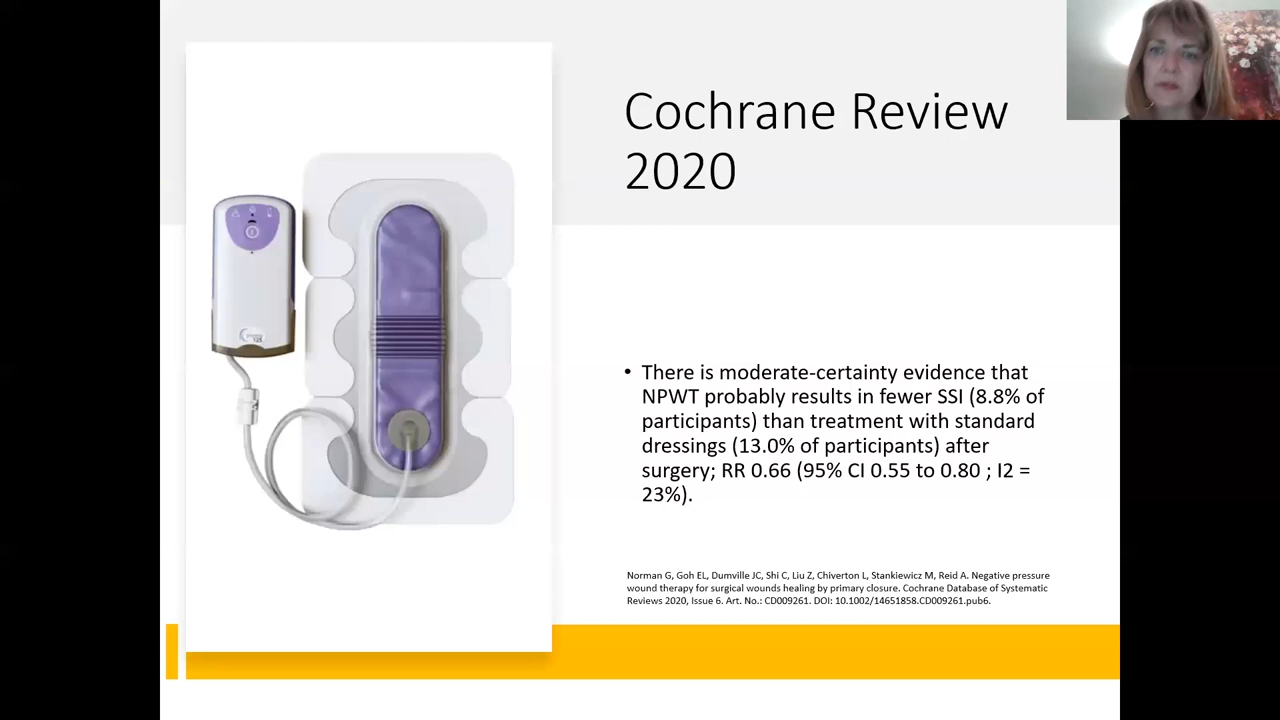 Cochrane Review
2020
• There is moderate-certainty evidence that
NPWT probably results in fewer SSI (8.8% of
participants) than treatment with standard
dressings (13.0% of participants) after
surgery; RR 0.66 (95% CI 0.55 to 0.80 ; I2 =
23%).
Norman G, Goh EL, Dumville JC, Shi C, Liu Z, Chiverton L, Stankiewicz M, Reid A. Negative pressure
wound therapy for surgical wounds healing by primary closure. Cochrane Database of Systematic
Reviews 2020, Issue 6. Art. No.: CD009261. DOI: 10.1002/14651858.CD009261.pub6.